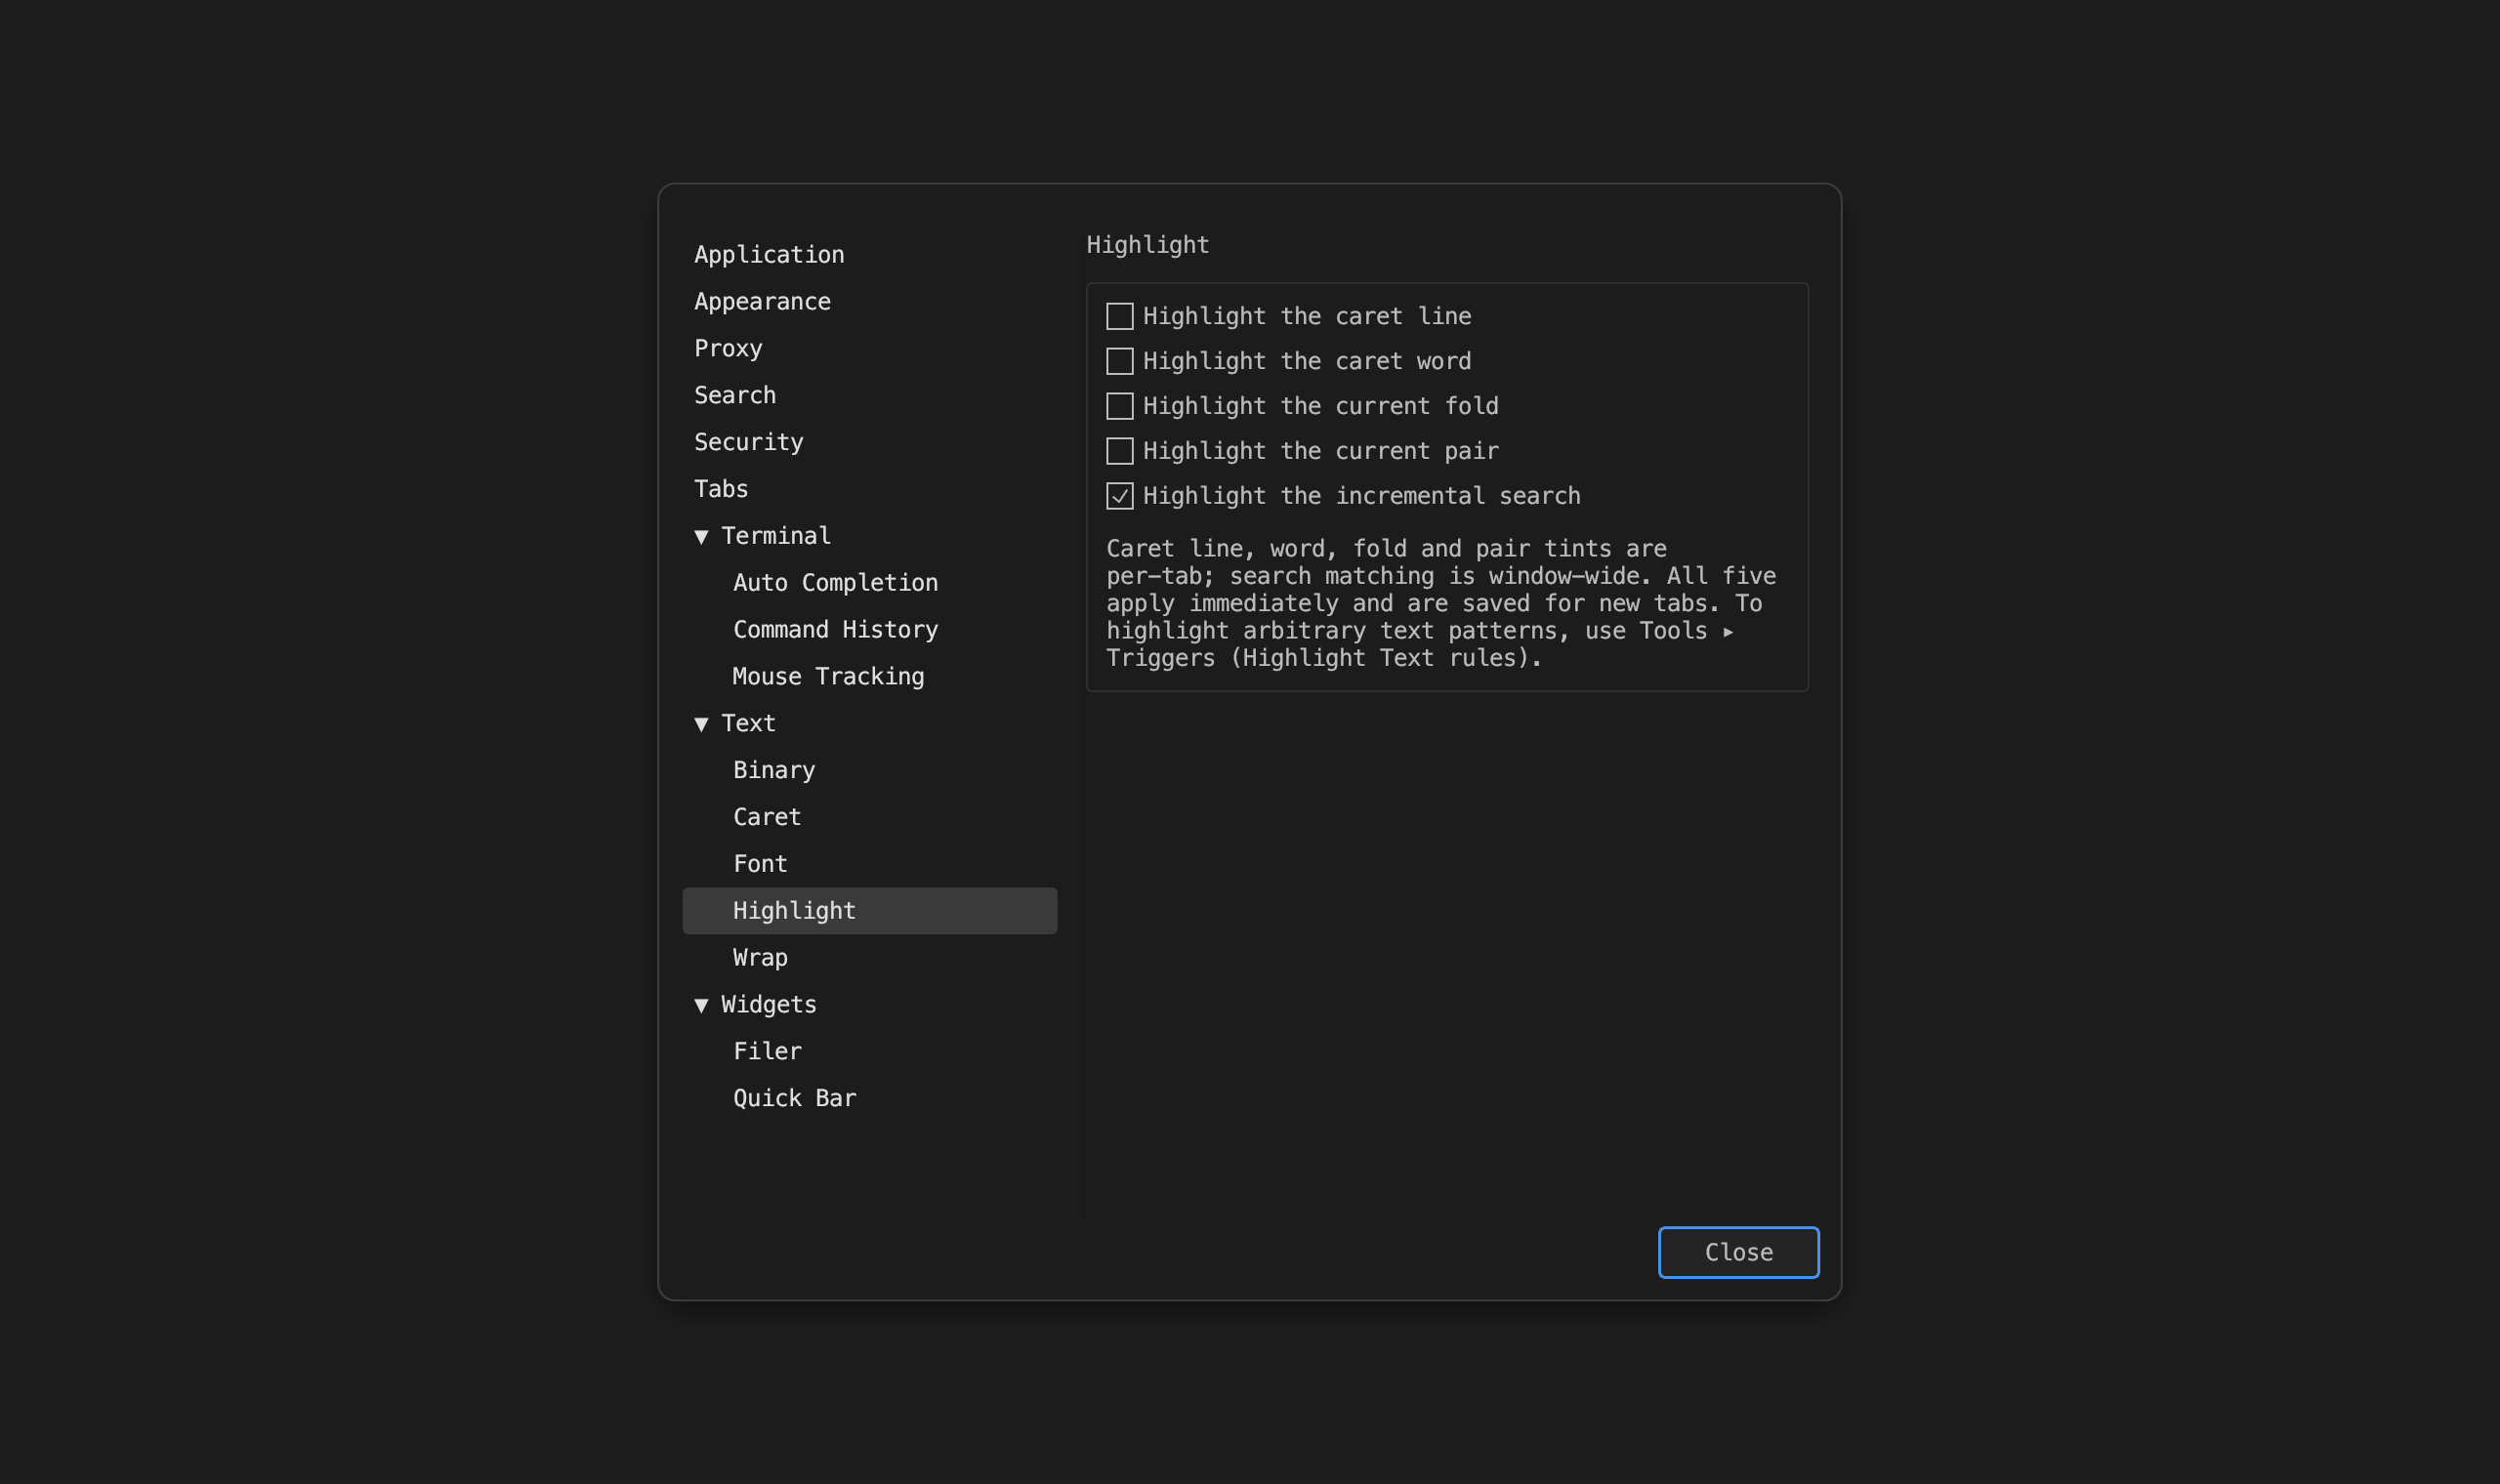 Application
Appearance
Proxy
Search
Security
Tabs
▼ Terminal
Auto Completion
Command History
Mouse Tracking
▼ Text
Binary
Caret
Font
Highlight
Wrap
▼ Widgets
Filer
Quick Bar
Highlight
Highlight the caret line
Highlight the caret word
Highlight the current fold
Highlight the current pair
Highlight the incremental search
Caret line, word, fold and pair tints are
per-tab; search matching is window-wide. All five
apply immediately and are saved for new tabs. To
highlight arbitrary text patterns, use Tools ▸
Triggers (Highlight Text rules).
Close